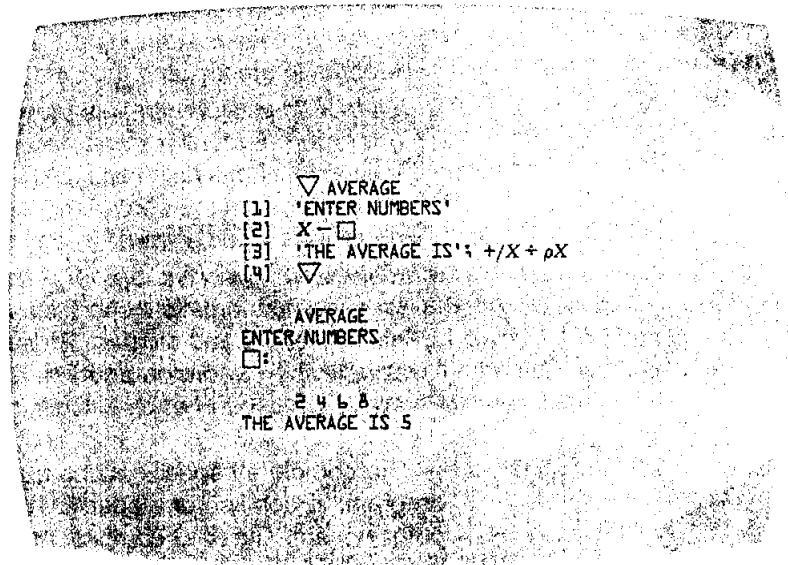 ∇ AVERAGE
[1] 'ENTER NUMBERS'
[2] X – □
[3] 'THE AVERAGE IS'; +/X ÷ ρX
[4] ∇
AVERAGE
ENTER NUMBERS
□:
2 4 6 8
THE AVERAGE IS 5